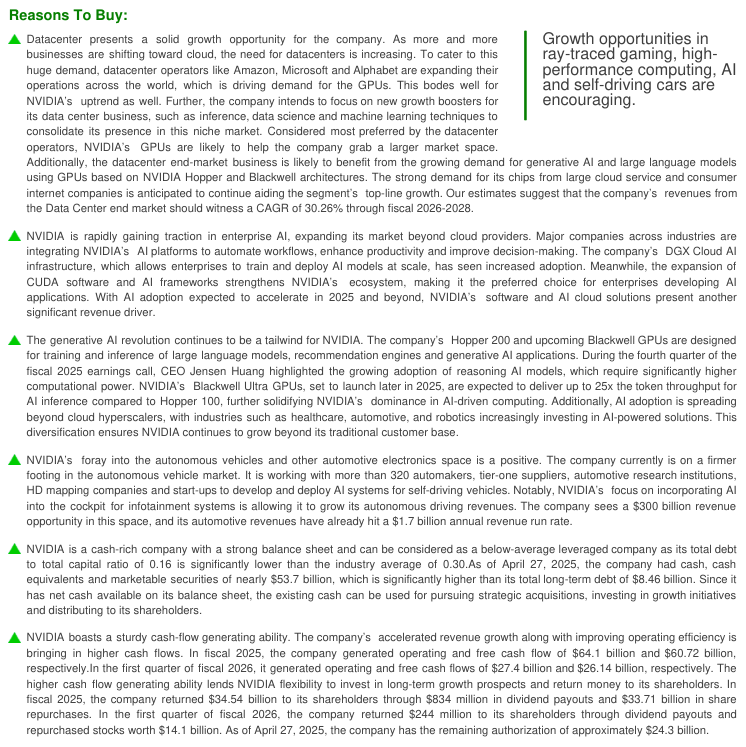 Reasons To Buy:
Datacenter presents a solid growth opportunity for the company. As more and more
businesses are shifting toward cloud, the need for datacenters is increasing. To cater to this
huge demand, datacenter operators like Amazon, Microsoft and Alphabet are expanding their
operations across the world, which is driving demand for the GPUs. This bodes well for
NVIDIA's uptrend as well. Further, the company intends to focus on new growth boosters for
its data center business, such as inference, data science and machine learning techniques to
consolidate its presence in this niche market. Considered most preferred by the datacenter
operators, NVIDIA's GPUs are likely to help the company grab a larger market space.
Additionally, the datacenter end-market business is likely to benefit from the growing demand for generative AI and large language models
using GPUs based on NVIDIA Hopper and Blackwell architectures. The strong demand for its chips from large cloud service and consumer
internet companies is anticipated to continue aiding the segment's top-line growth. Our estimates suggest that the company's revenues from
the Data Center end market should witness a CAGR of 30.26% through fiscal 2026-2028.
Growth opportunities in
ray-traced gaming, high-
performance computing, AI
and self-driving cars are
encouraging.
NVIDIA is rapidly gaining traction in enterprise AI, expanding its market beyond cloud providers. Major companies across industries are
integrating NVIDIA's AI platforms to automate workflows, enhance productivity and improve decision-making. The company's DGX Cloud AI
infrastructure, which allows enterprises to train and deploy AI models at scale, has seen increased adoption. Meanwhile, the expansion of
CUDA software and AI frameworks strengthens NVIDIA's ecosystem, making it the preferred choice for enterprises developing AI
applications. With AI adoption expected to accelerate in 2025 and beyond, NVIDIA's software and AI cloud solutions present another
significant revenue driver.
The generative AI revolution continues to be a tailwind for NVIDIA. The company's Hopper 200 and upcoming Blackwell GPUs are designed
for training and inference of large language models, recommendation engines and generative AI applications. During the fourth quarter of the
fiscal 2025 earnings call, CEO Jensen Huang highlighted the growing adoption of reasoning AI models, which require significantly higher
computational power. NVIDIA's Blackwell Ultra GPUs, set to launch later in 2025, are expected to deliver up to 25x the token throughput for
AI inference compared to Hopper 100, further solidifying NVIDIA's dominance in AI-driven computing. Additionally, AI adoption is spreading
beyond cloud hyperscalers, with industries such as healthcare, automotive, and robotics increasingly investing in AI-powered solutions. This
diversification ensures NVIDIA continues to grow beyond its traditional customer base.
NVIDIA's foray into the autonomous vehicles and other automotive electronics space is a positive. The company currently is on a firmer
footing in the autonomous vehicle market. It is working with more than 320 automakers, tier-one suppliers, automotive research institutions,
HD mapping companies and start-ups to develop and deploy AI systems for self-driving vehicles. Notably, NVIDIA's focus on incorporating AI
into the cockpit for infotainment systems is allowing it to grow its autonomous driving revenues. The company sees a $300 billion revenue
opportunity in this space, and its automotive revenues have already hit a $1.7 billion annual revenue run rate.
NVIDIA is a cash-rich company with a strong balance sheet and can be considered as a below-average leveraged company as its total debt
to total capital ratio of 0.16 is significantly lower than the industry average of 0.30.As of April 27, 2025, the company had cash, cash
equivalents and marketable securities of nearly $53.7 billion, which is significantly higher than its total long-term debt of $8.46 billion. Since it
has net cash available on its balance sheet, the existing cash can be used for pursuing strategic acquisitions, investing in growth initiatives
and distributing to its shareholders.
NVIDIA boasts a sturdy cash-flow generating ability. The company's accelerated revenue growth along with improving operating efficiency is
bringing in higher cash flows. In fiscal 2025, the company generated operating and free cash flow of $64.1 billion and $60.72 billion,
respectively.In the first quarter of fiscal 2026, it generated operating and free cash flows of $27.4 billion and $26.14 billion, respectively. The
higher cash flow generating ability lends NVIDIA flexibility to invest in long-term growth prospects and return money to its shareholders. In
fiscal 2025, the company returned $34.54 billion to its shareholders through $834 million in dividend payouts and $33.71 billion in share
repurchases. In the first quarter of fiscal 2026, the company returned $244 million to its shareholders through dividend payouts and
repurchased stocks worth $14.1 billion. As of April 27, 2025, the company has the remaining authorization of approximately $24.3 billion.